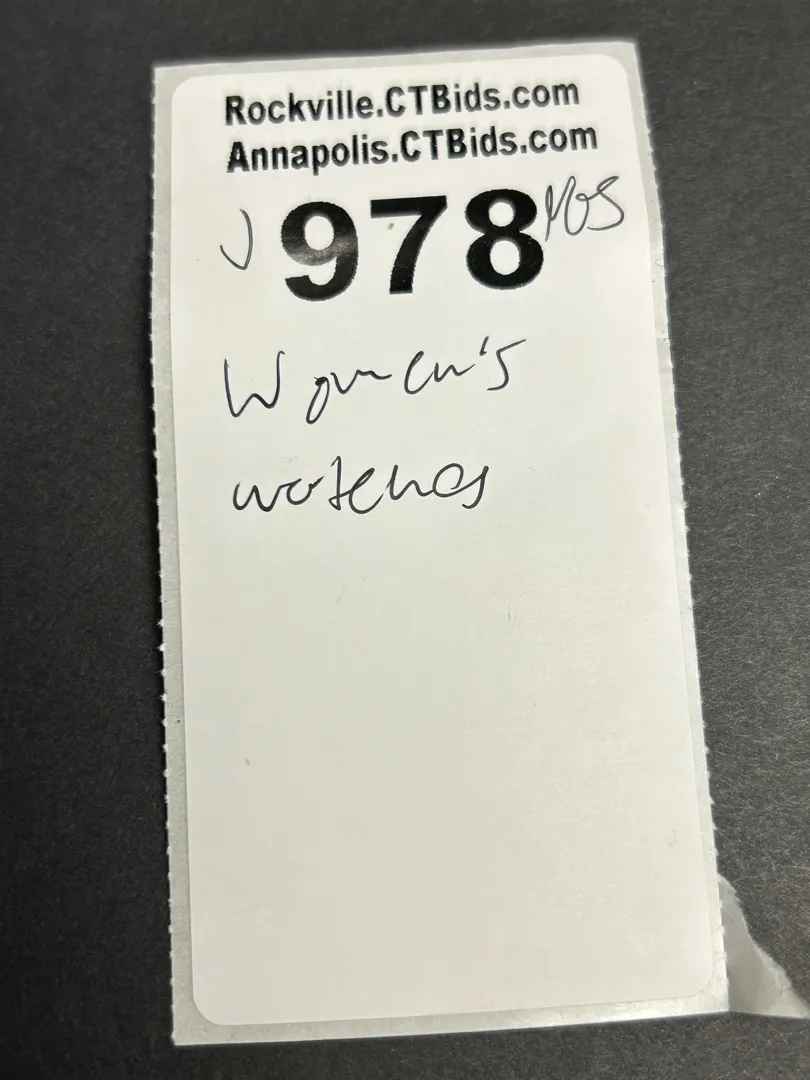 Rockville.CTBids.com
Annapolis.CTBids.com
J 978
Women's
watches